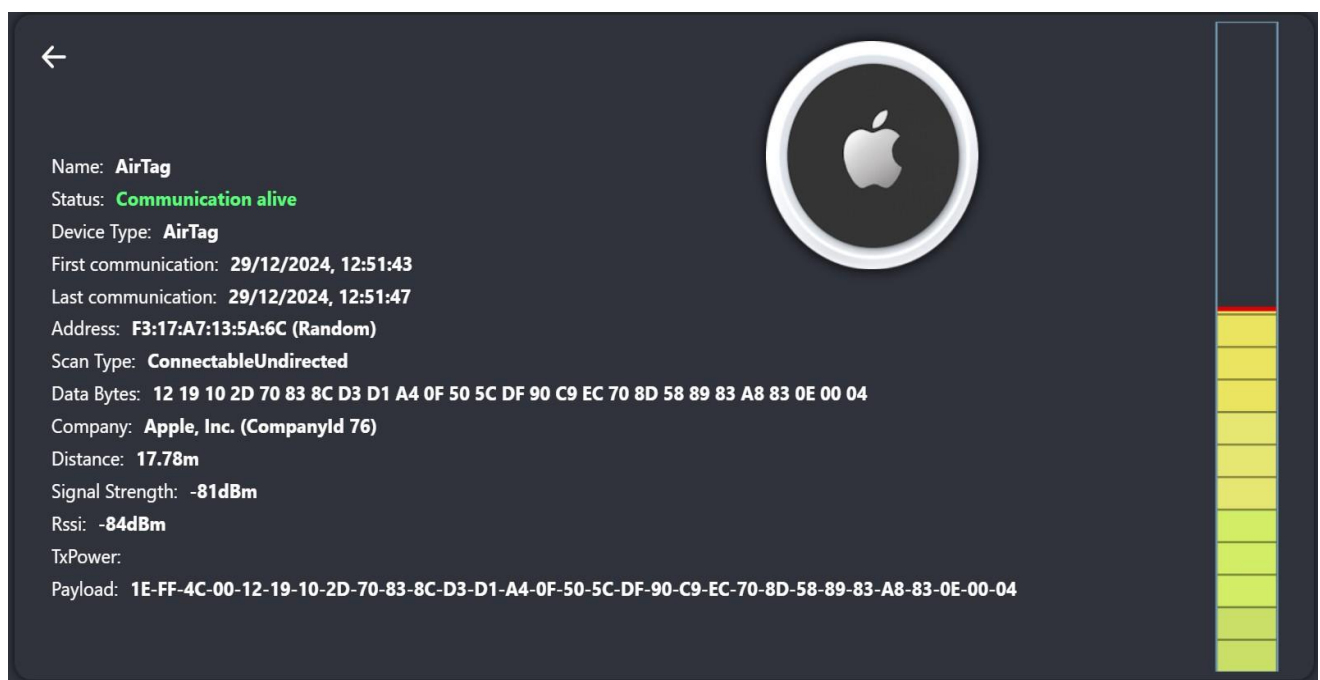 Name: AirTag
Status: Communication alive
Device Type: AirTag
First communication: 29/12/2024, 12:51:43
Last communication: 29/12/2024, 12:51:47
Address: F3:17:A7:13:5A:6C (Random)
Scan Type: ConnectableUndirected
Data Bytes: 12 19 10 2D 70 83 8C D3 D1 A4 0F 50 5C DF 90 C9 EC 70 8D 58 89 83 A8 83 0E 00 04
Company: Apple, Inc. (CompanyId 76)
Distance: 17.78m
Signal Strength: -81dBm
Rssi: -84dBm
TxPower:
Payload: 1E-FF-4C-00-12-19-10-2D-70-83-8C-D3-D1-A4-0F-50-5C-DF-90-C9-EC-70-8D-58-89-83-A8-83-0E-00-04